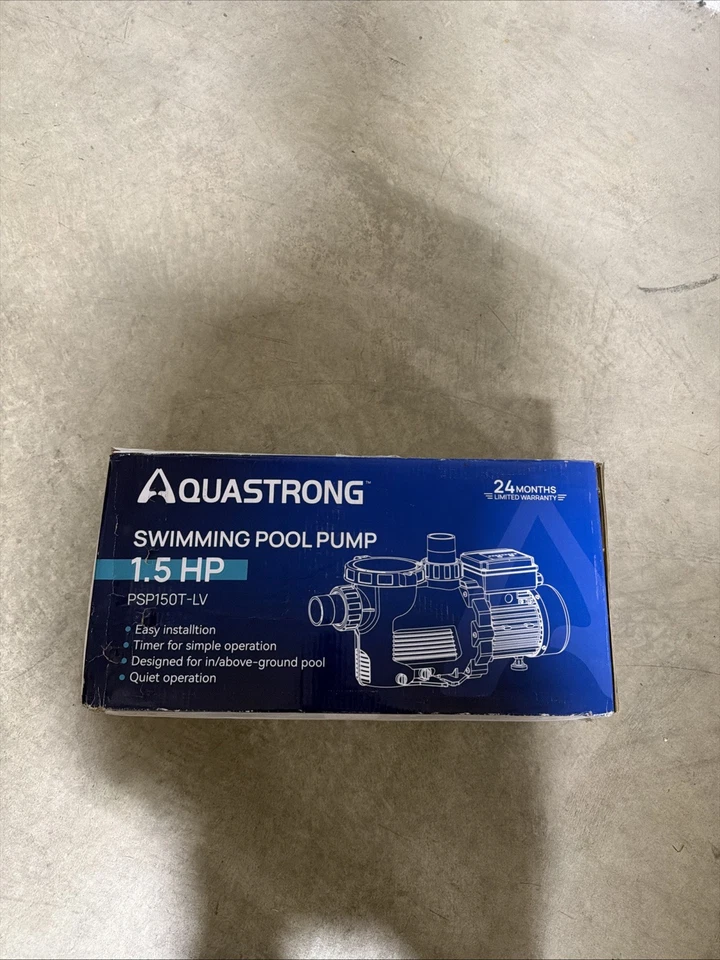 AQUASTRONG™
24 MONTHS
LIMITED WARRANTY
SWIMMING POOL PUMP
1.5 HP
PSP150T-LV
Easy installtion
Timer for simple operation
Designed for in/above-ground pool
Quiet operation